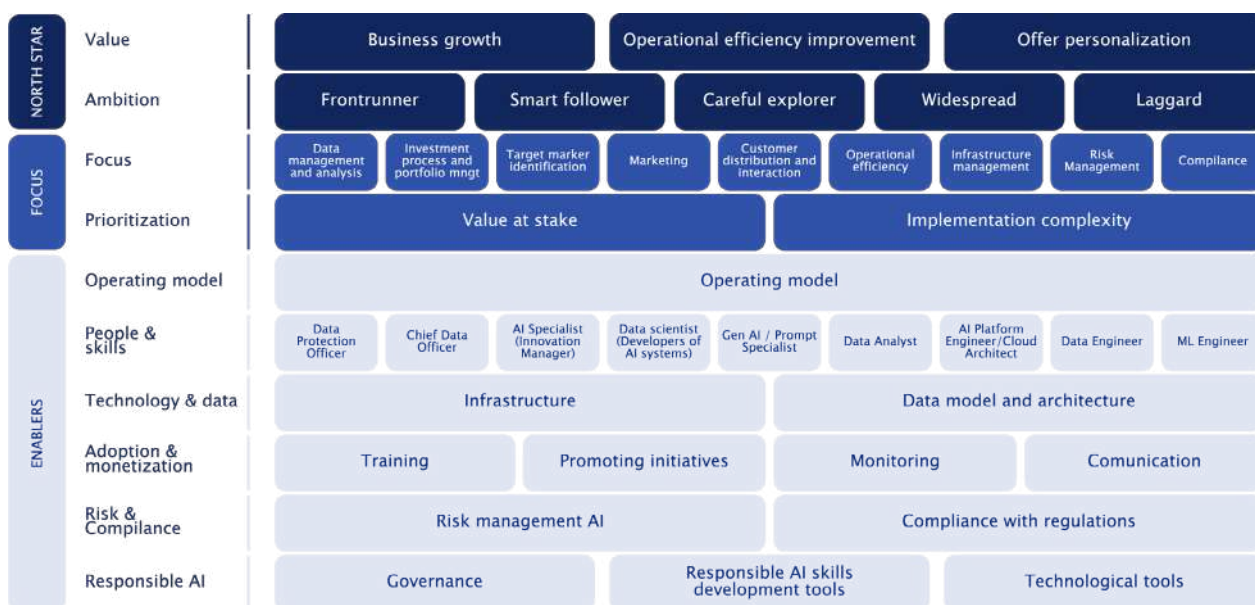 NORTH STAR
Value
Business growth
Operational efficiency improvement
Offer personalization
Ambition
Frontrunner
Smart follower
Careful explorer
Widespread
Laggard
FOCUS
Focus
Data
management
and analysis
Investment
process and
portfolio mngt
Target marker
identification
Marketing
Customer
distribution and
interaction
Operational
efficiency
Infrastructure
management
Risk
Management
Compilance
Prioritization
Value at stake
Implementation complexity
ENABLERS
Operating model
Operating model
People &
skills
Data
Protection
Officer
Chief Data
Officer
AI Specialist
(Innovation
Manager)
Data scientist
(Developers of
AI systems)
Gen AI / Prompt
Specialist
Data Analyst
AI Platform
Engineer/Cloud
Architect
Data Engineer
ML Engineer
Technology & data
Infrastructure
Data model and architecture
Adoption &
monetization
Training
Promoting initiatives
Monitoring
Comunication
Risk &
Compilance
Risk management AI
Compliance with regulations
Responsible AI
Governance
Responsible AI skills
development tools
Technological tools